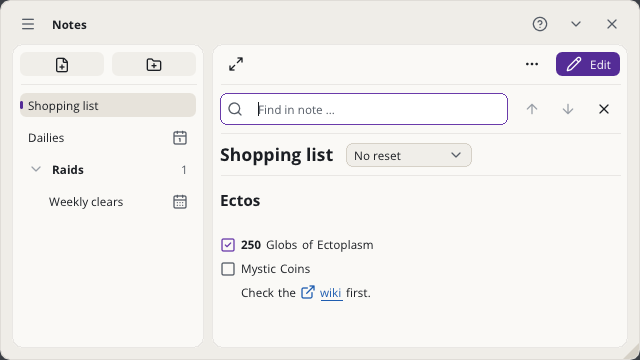 Notes
Edit
Shopping list
Dailies
Raids 1
Weekly clears
Find in note ...
Shopping list No reset
Ectos
250 Globs of Ectoplasm
Mystic Coins
Check the wiki first.